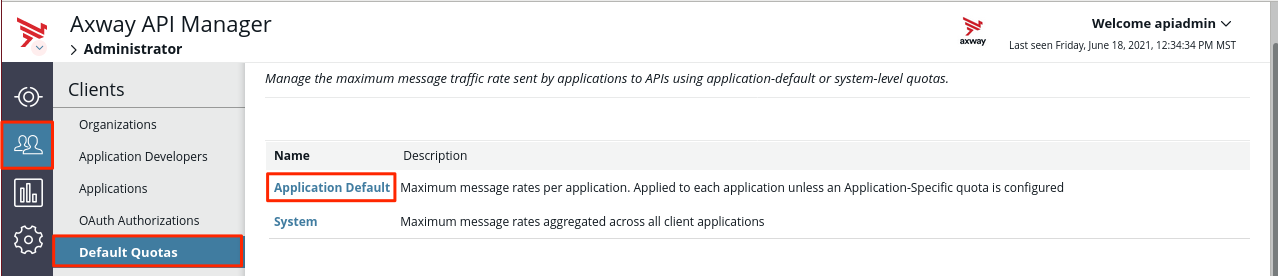 Axway API Manager
Administrator
axway
Welcome apiadmin
Last seen Friday, June 18, 2021, 12:34:34 PM MST
Clients
Organizations
Application Developers
Applications
OAuth Authorizations
Default Quotas
Manage the maximum message traffic rate sent by applications to APIs using application-default or system-level quotas.
Name Description
Application Default Maximum message rates per application. Applied to each application unless an Application-Specific quota is configured
System Maximum message rates aggregated across all client applications